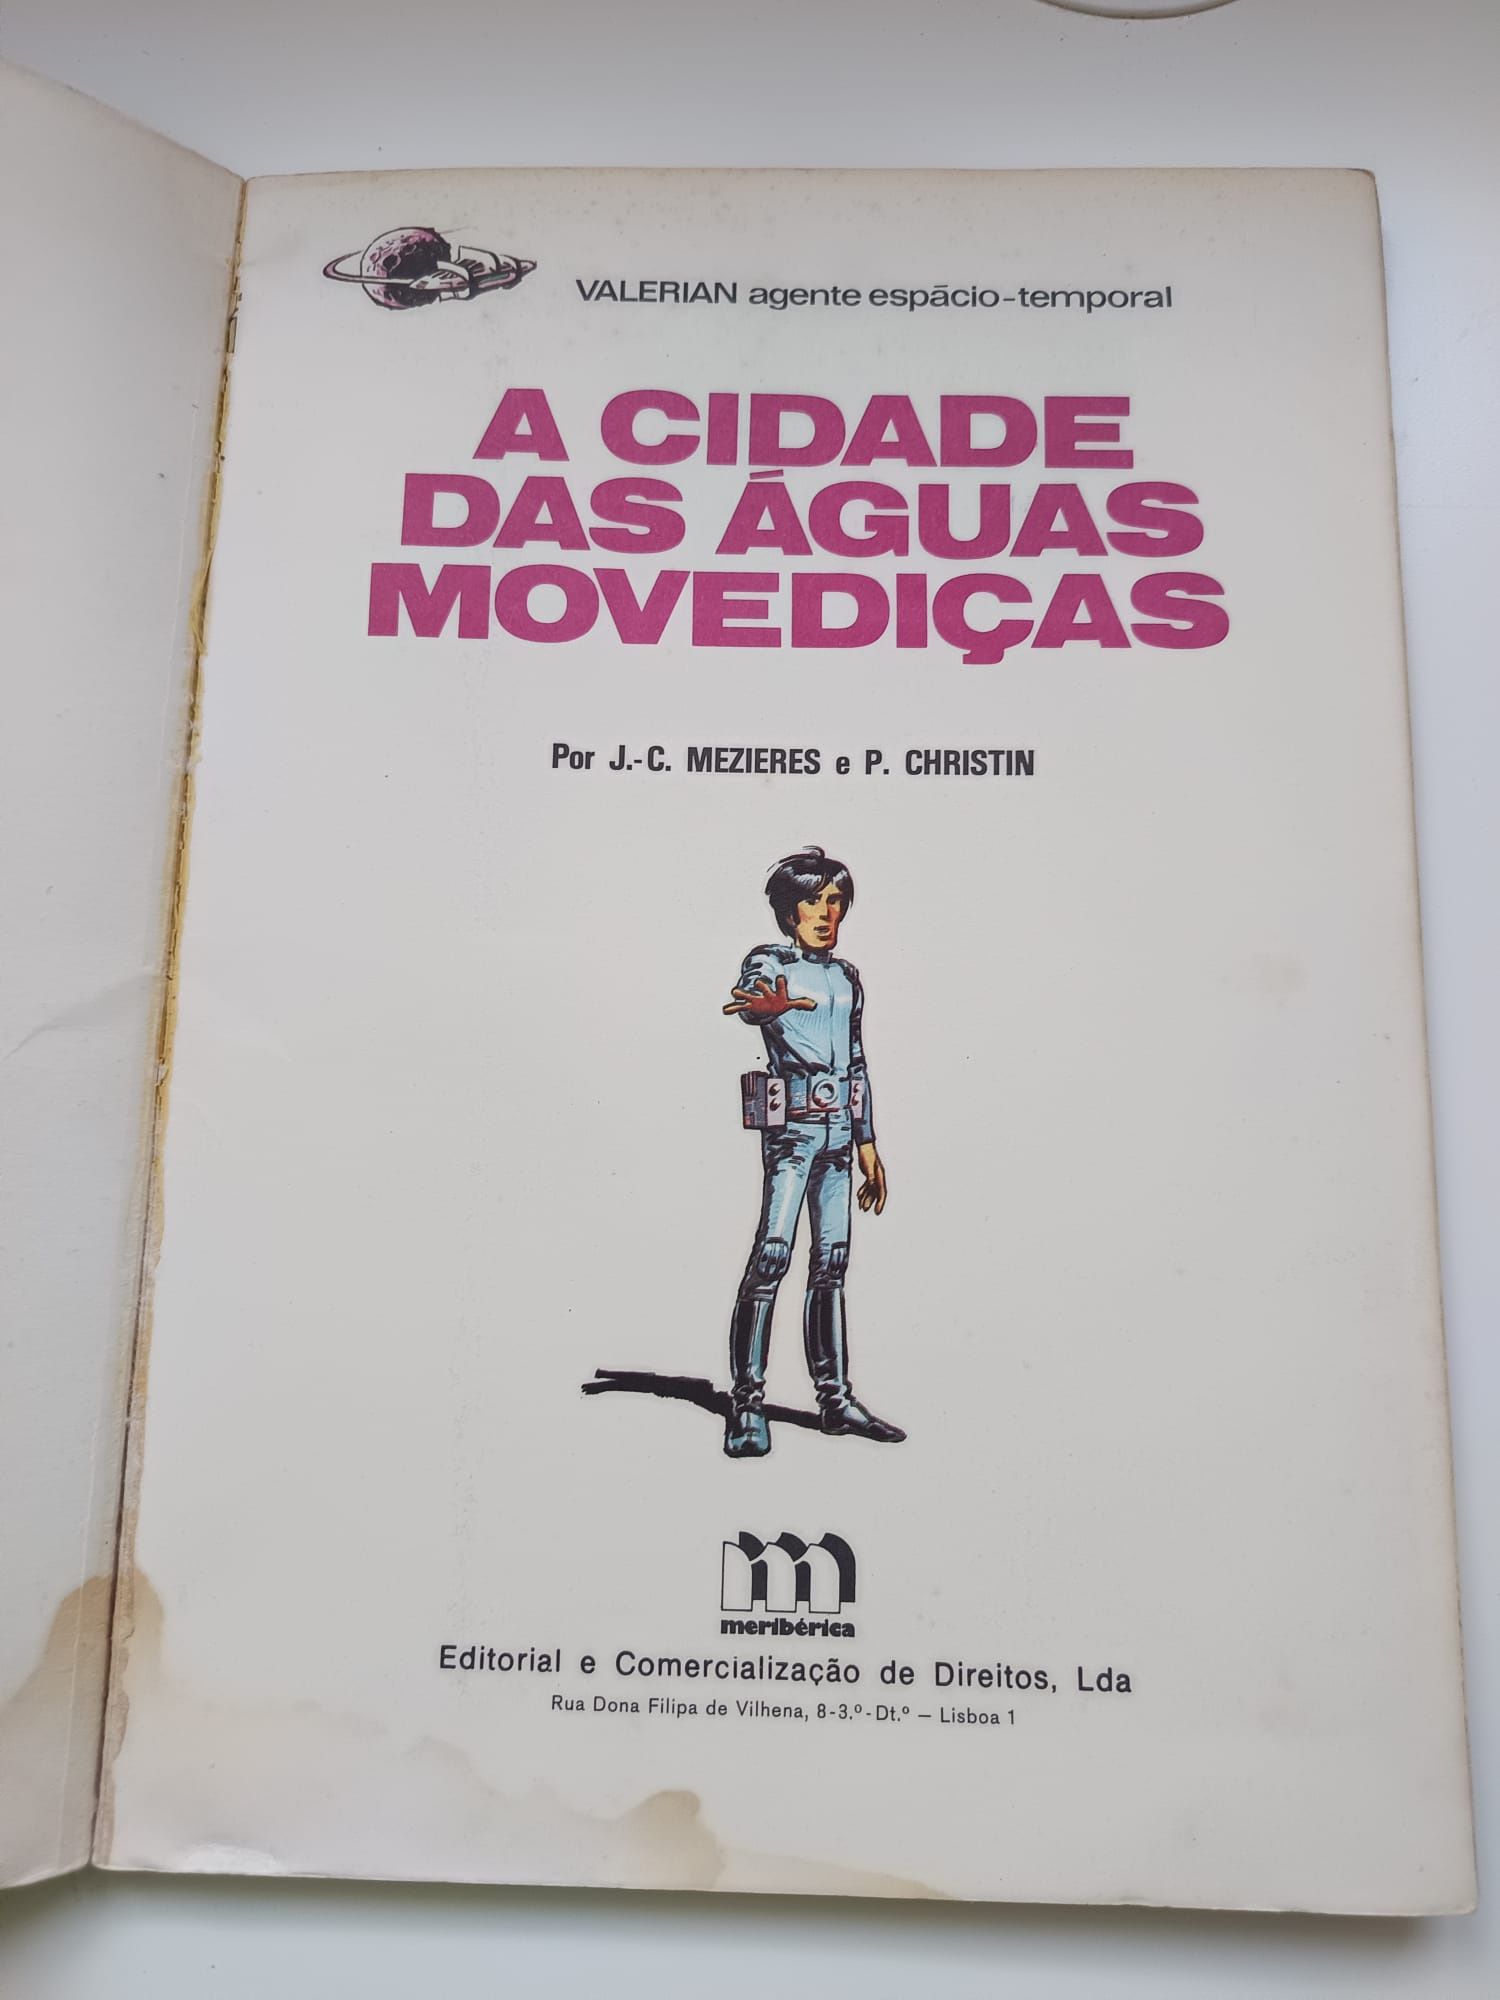 VALERIAN agente espãcio-temporal
A CIDADE
DAS ÁGUAS
MOVEDIÇAS
Por J.-C. MEZIERES e P. CHRISTIN
meribérica
Editorial e Comercialização de Direitos, Lda
Rua Dona Filipa de Vilhena, 8-3.º-Dt.º — Lisboa 1